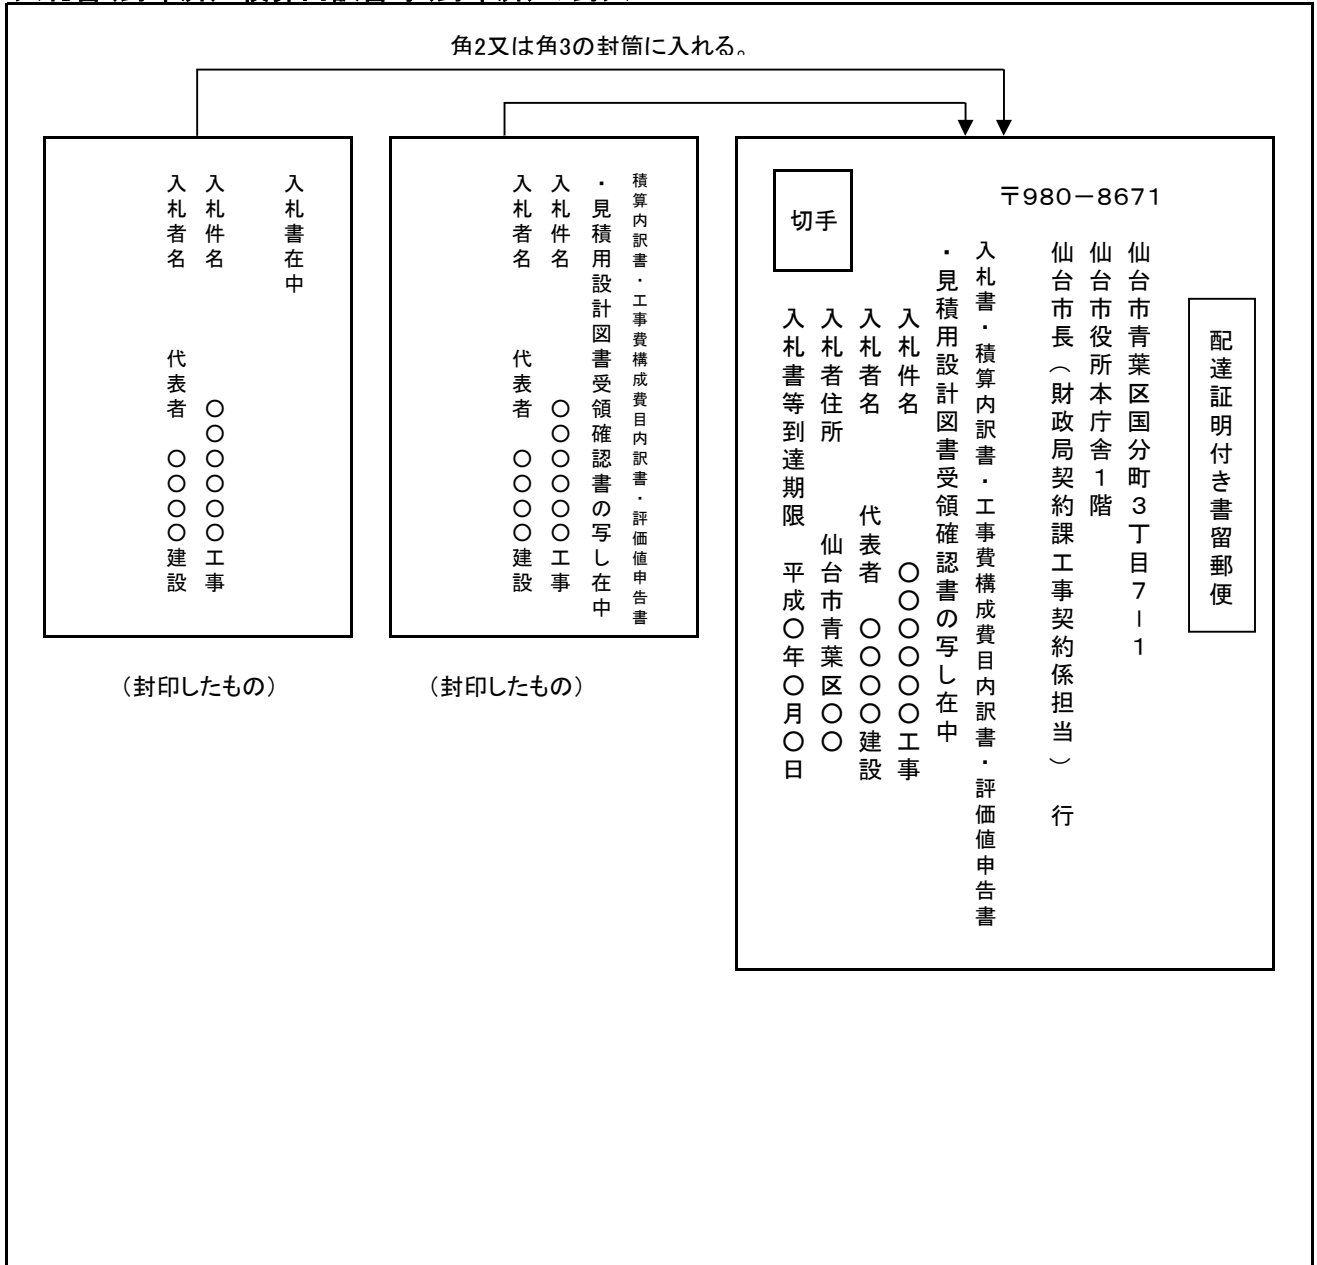 角2又は角3の封筒に入れる。
入札書在中
入札件名　○○○○○○工事
入札者名　代表者　○○○○建設
（封印したもの）
積算内訳書・工事費構成費目内訳書・評価値申告書
・見積用設計図書受領確認書の写し在中
入札件名　○○○○○○工事
入札者名　代表者　○○○○建設
（封印したもの）
切手
〒980－8671
配達証明付き書留郵便
仙台市青葉区国分町３丁目７－１
仙台市役所本庁舎１階
仙台市長（財政局契約課工事契約係担当）　行
入札書・積算内訳書・工事費構成費目内訳書・評価値申告書
・見積用設計図書受領確認書の写し在中
入札件名　○○○○○○工事
入札者名　代表者　○○○○建設
入札者住所　仙台市青葉区○○
入札書等到達期限　平成○年○月○日